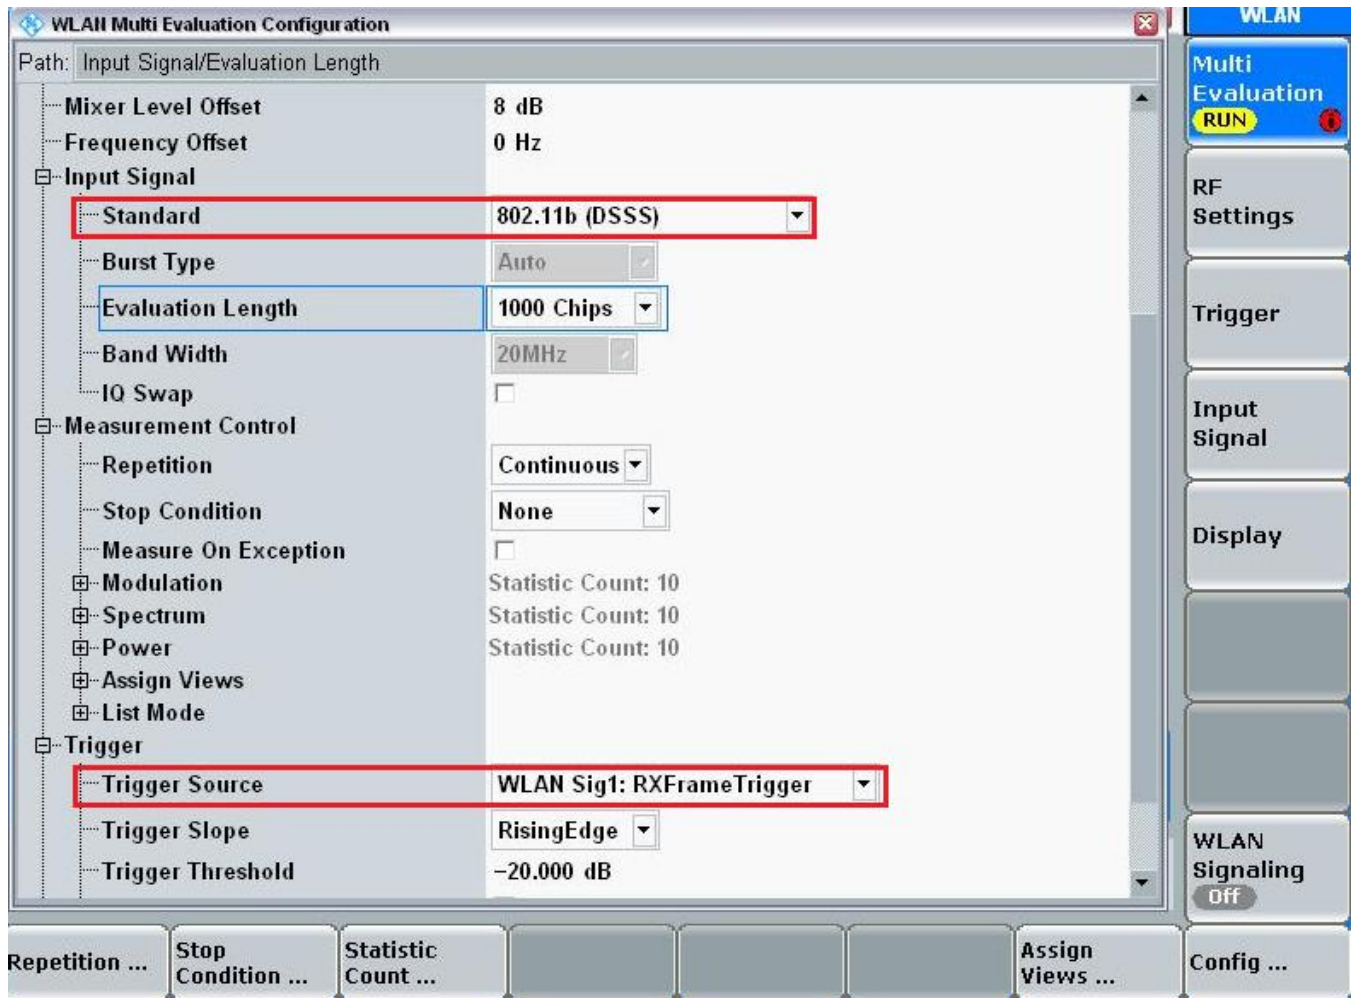 WLAN Multi Evaluation Configuration
Path: Input Signal/Evaluation Length
Mixer Level Offset 8 dB
Frequency Offset 0 Hz
Input Signal
Standard 802.11b (DSSS)
Burst Type Auto
Evaluation Length 1000 Chips
Band Width 20MHz
IQ Swap
Measurement Control
Repetition Continuous
Stop Condition None
Measure On Exception
Modulation Statistic Count: 10
Spectrum Statistic Count: 10
Power Statistic Count: 10
Assign Views
List Mode
Trigger
Trigger Source WLAN Sig1: RXFrameTrigger
Trigger Slope RisingEdge
Trigger Threshold −20.000 dB
WLAN
Multi
Evaluation
RUN
RF
Settings
Trigger
Input
Signal
Display
WLAN
Signaling
Off
Repetition ...
Stop
Condition ...
Statistic
Count ...
Assign
Views ...
Config ...